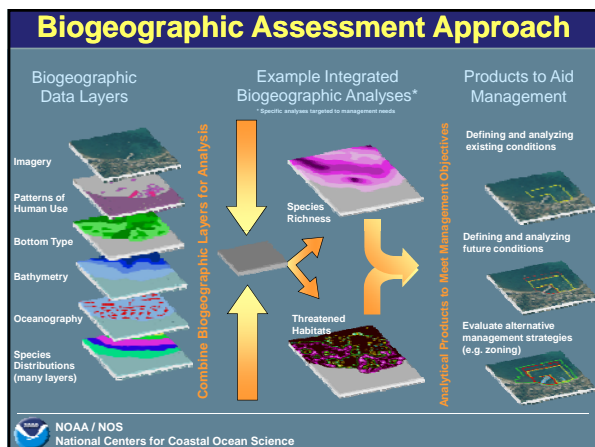 Biogeographic Assessment Approach
Biogeographic
Data Layers
Imagery
Patterns of
Human Use
Bottom Type
Bathymetry
Oceanography
Species
Distributions
(many layers)
Combine Biogeographic Layers for Analysis
Example Integrated
Biogeographic Analyses*
* Specific analyses targeted to management needs
Species
Richness
Threatened
Habitats
Analytical Products to Meet Management Objectives
Products to Aid
Management
Defining and analyzing
existing conditions
Defining and analyzing
future conditions
Evaluate alternative
management strategies
(e.g. zoning)
NOAA / NOS
National Centers for Coastal Ocean Science